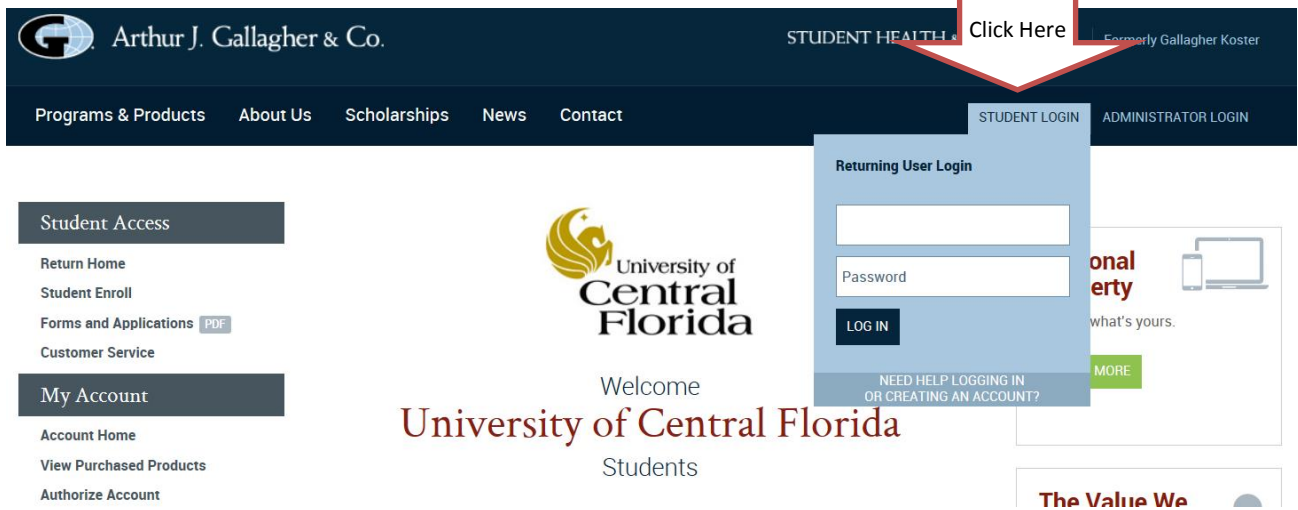 Arthur J. Gallagher & Co.
STUDENT HEALTH
Click Here
Formerly Gallagher Koster
Programs & Products About Us Scholarships News Contact
STUDENT LOGIN ADMINISTRATOR LOGIN
Returning User Login
Password
LOG IN
NEED HELP LOGGING IN
OR CREATING AN ACCOUNT?
Student Access
Return Home
Student Enroll
Forms and Applications PDF
Customer Service
My Account
Account Home
View Purchased Products
Authorize Account
University of
Central
Florida
Welcome
University of Central Florida
Students
onal
erty
what's yours.
MORE
The Value We